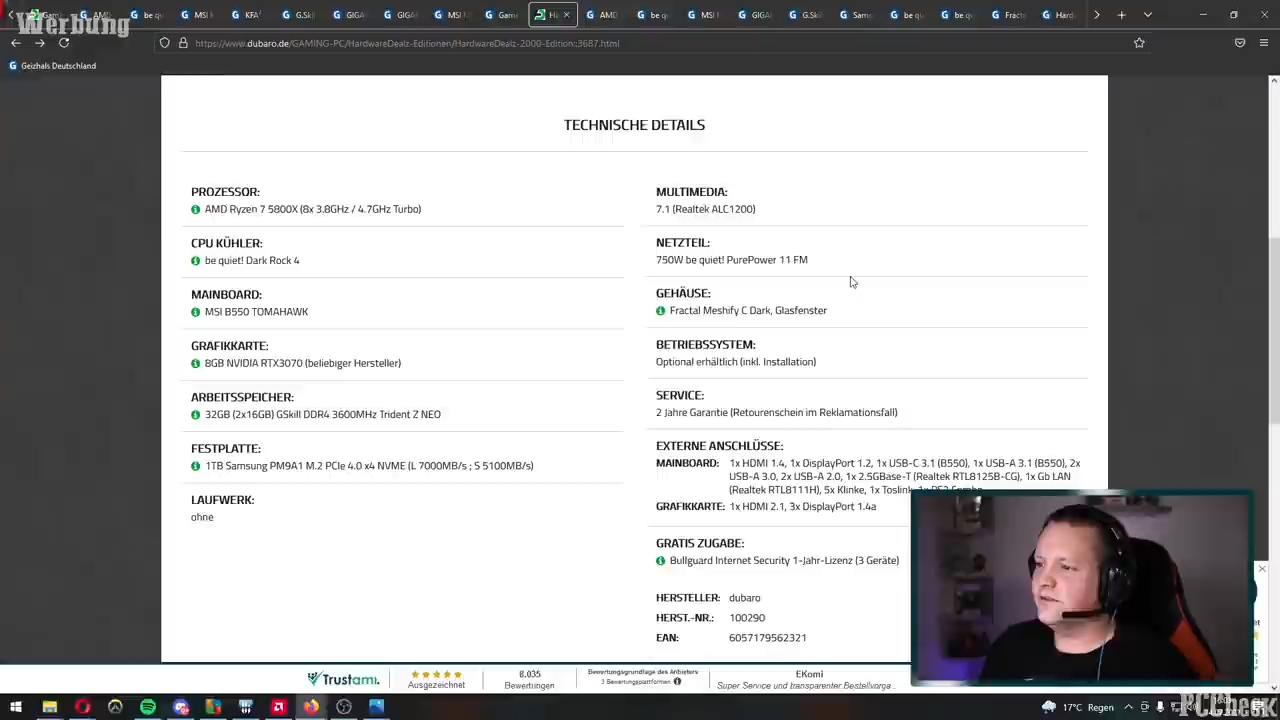 Werbung
https://www.dubaro.de/GAMING-PC/HardwareDealz-Editionen/HardwareDealz-2000-Edition::3687.html
Geizhals Deutschland
TECHNISCHE DETAILS
PROZESSOR:
AMD Ryzen 7 5800X (8x 3.8GHz / 4.7GHz Turbo)
CPU KÜHLER:
be quiet! Dark Rock 4
MAINBOARD:
MSI B550 TOMAHAWK
GRAFIKKARTE:
8GB NVIDIA RTX3070 (beliebiger Hersteller)
ARBEITSSPEICHER:
32GB (2x16GB) GSkill DDR4 3600MHz Trident Z NEO
FESTPLATTE:
1TB Samsung PM9A1 M.2 PCIe 4.0 x4 NVME (L 7000MB/s ; S 5100MB/s)
LAUFWERK:
ohne
MULTIMEDIA:
7.1 (Realtek ALC1200)
NETZTEIL:
750W be quiet! PurePower 11 FM
GEHÄUSE:
Fractal Meshify C Dark, Glasfenster
BETRIEBSSYSTEM:
Optional erhältlich (inkl. Installation)
SERVICE:
2 Jahre Garantie (Retourenschein im Reklamationsfall)
EXTERNE ANSCHLÜSSE:
MAINBOARD: 1x HDMI 1.4, 1x DisplayPort 1.2, 1x USB-C 3.1 (B550), 1x USB-A 3.1 (B550), 2x
USB-A 3.0, 2x USB-A 2.0, 1x 2.5GBase-T (Realtek RTL8125B-CG), 1x Gb LAN
(Realtek RTL8111H), 5x Klinke, 1x Toslink,
GRAFIKKARTE: 1x HDMI 2.1, 3x DisplayPort 1.4a
GRATIS ZUGABE:
Bullguard Internet Security 1-Jahr-Lizenz (3 Geräte)
HERSTELLER: dubaro
HERST.-NR.: 100290
EAN: 6057179562321
Trustami.
Ausgezeichnet
8.035
Bewertungen
Bewertungsgrundlage des Anbieters
3 Bewertungsplattformen
EKomi
Super Service und transparenter Bestellvorga...
17°C Regen
PCCheck